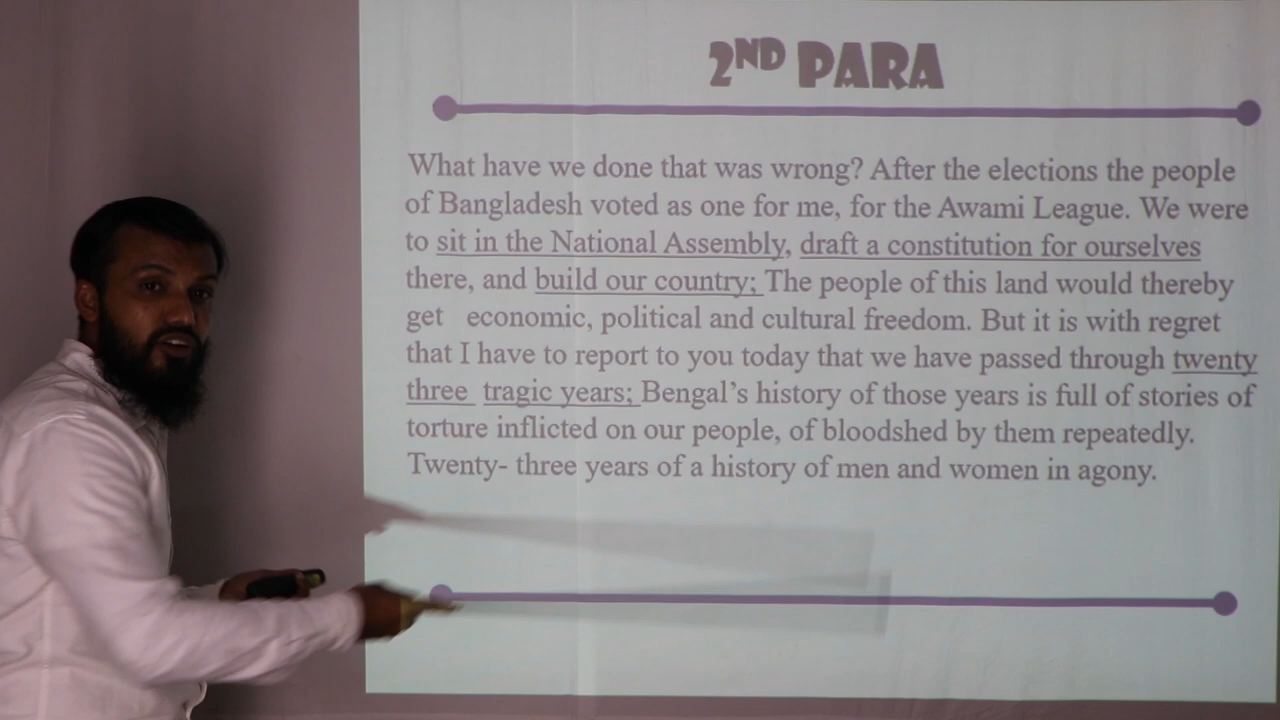 2ND PARA
What have we done that was wrong? After the elections the people
of Bangladesh voted as one for me, for the Awami League. We were
to sit in the National Assembly, draft a constitution for ourselves
there, and build our country; The people of this land would thereby
get economic, political and cultural freedom. But it is with regret
that I have to report to you today that we have passed through twenty
three tragic years; Bengal’s history of those years is full of stories of
torture inflicted on our people, of bloodshed by them repeatedly.
Twenty- three years of a history of men and women in agony.